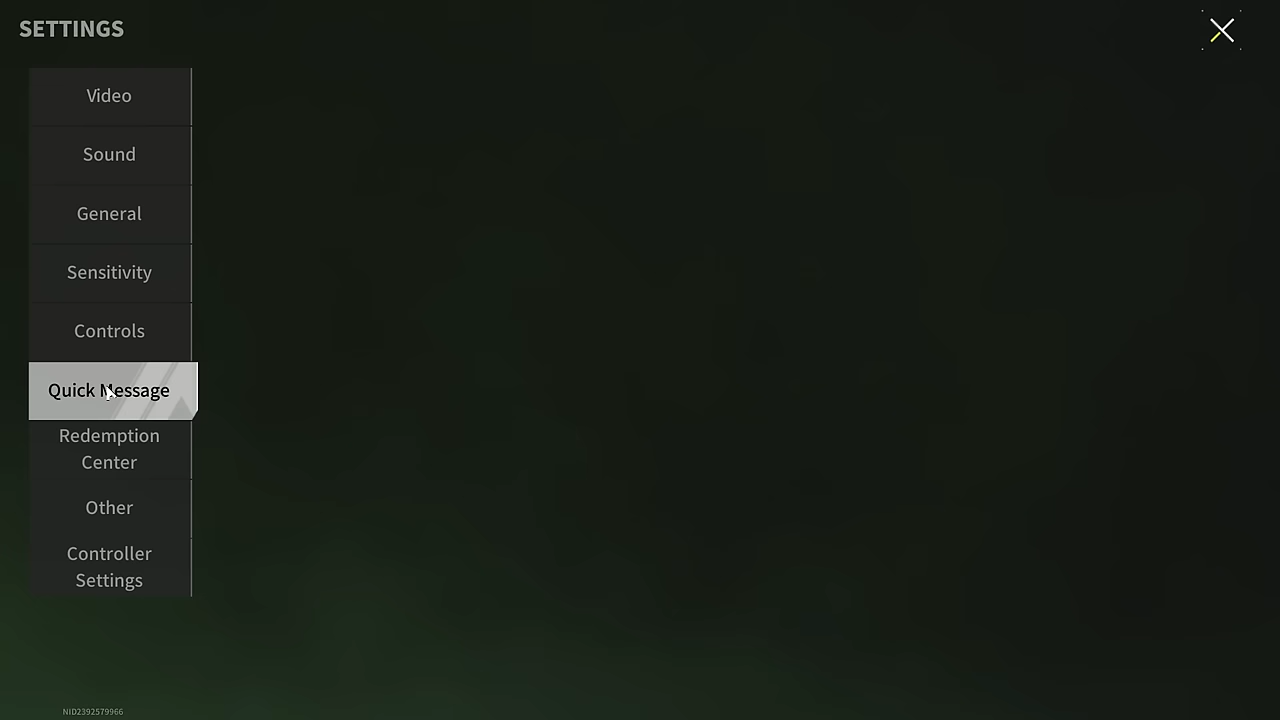 SETTINGS
Video
Sound
General
Sensitivity
Controls
Quick Message
Redemption
Center
Other
Controller
Settings
NID2392579966